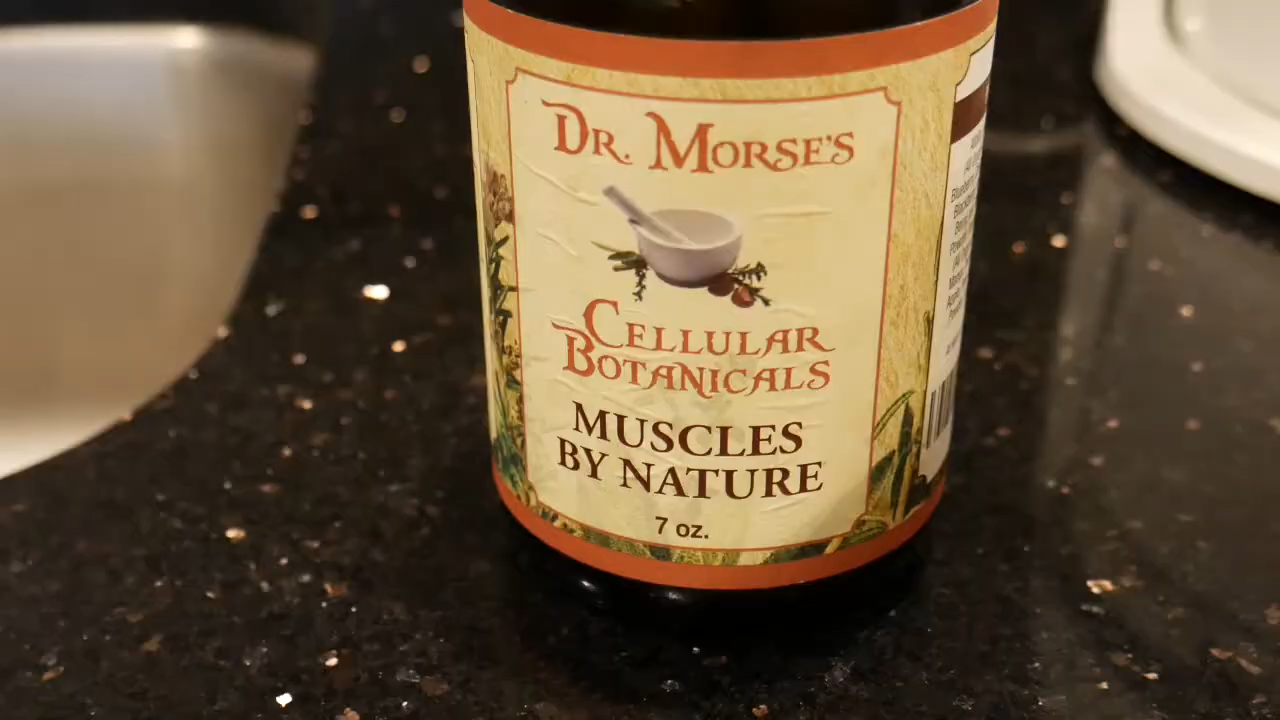 DR. MORSE'S
CELLULAR
BOTANICALS
MUSCLES
BY NATURE
7 oz.